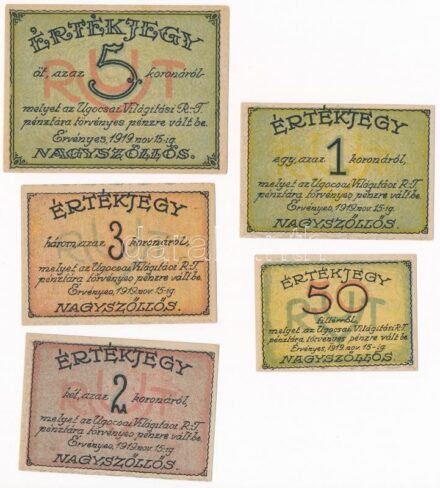 ÉRTÉKJEGY
RUT
öt, azaz 5 koronáról
melyet az Ugocsai Világítási R.-T.
pénztára törvényes pénzre vált be.
Érvényes, 1919 nov. 15-ig.
NAGYSZŐLLŐS.
ÉRTÉKJEGY
egy, azaz 1 koronáról,
melyet az Ugocsai Világítási R.-T.
pénztára törvényes pénzre vált be.
Érvényes, 1919. nov. 15-ig.
NAGYSZŐLLŐS.
ÉRTÉKJEGY
három, azaz 3 koronáról,
melyet az Ugocsai Világítási R.-T.
pénztára törvényes pénzre vált be.
Érvényes, 1919. nov. 15-ig.
NAGYSZŐLLŐS.
ÉRTÉKJEGY
50
fillérről,
melyet az Ugocsai Világítási R-T.
pénztára törvényes pénzre vált be.
Érvényes, 1919. nov. 15-ig.
NAGYSZŐLLŐS.
ÉRTÉKJEGY
RUT
két, azaz 2 koronáról,
melyet az Ugocsai Világítási R.-T.
pénztára törvényes pénzre vált be.
Érvényes, 1919. nov. 15-ig.
NAGYSZŐLLŐS.